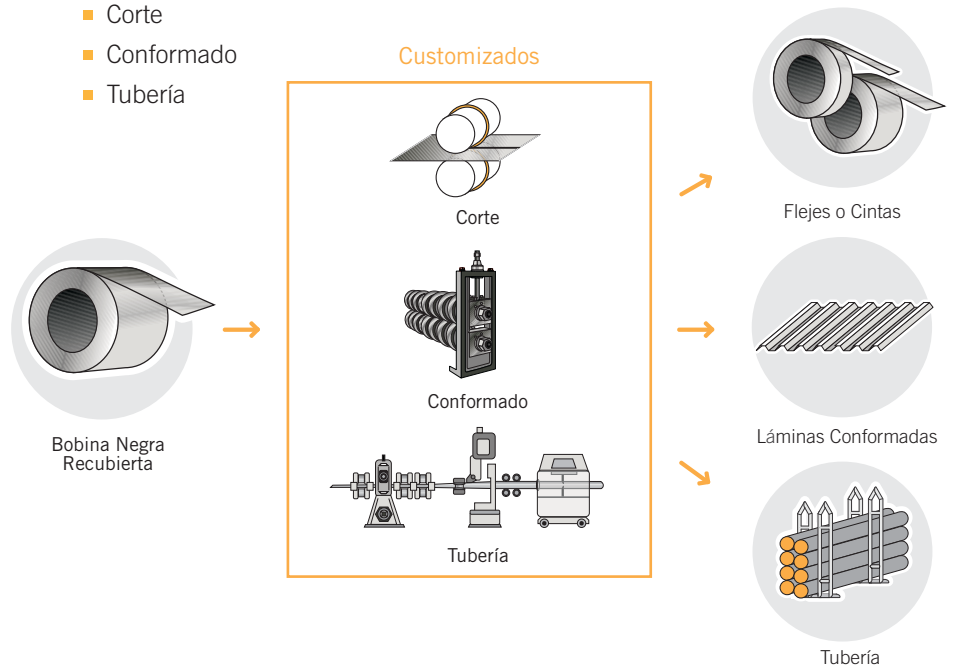 Corte
Conformado
Tubería
Customizados
Corte
Conformado
Tubería
Bobina Negra
Recubierta
Flejes o Cintas
Láminas Conformadas
Tubería